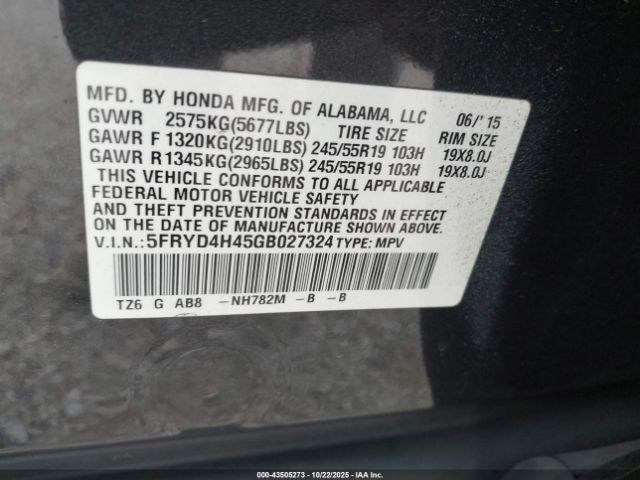 MFD. BY HONDA MFG. OF ALABAMA, LLC 06/'15
GVWR 2575KG(5677LBS) TIRE SIZE RIM SIZE
GAWR F 1320KG(2910LBS) 245/55R19 103H 19X8.0J
GAWR R 1345KG(2965LBS) 245/55R19 103H 19X8.0J
THIS VEHICLE CONFORMS TO ALL APPLICABLE
FEDERAL MOTOR VEHICLE SAFETY
AND THEFT PREVENTION STANDARDS IN EFFECT
ON THE DATE OF MANUFACTURE SHOWN ABOVE.
V.I.N.: 5FRYD4H45GB027324 TYPE: MPV
TZ6 G AB8 -NH782M -B -B
000-43505273 - 10/22/2025 - Copyright © 2025 IAA, Inc.